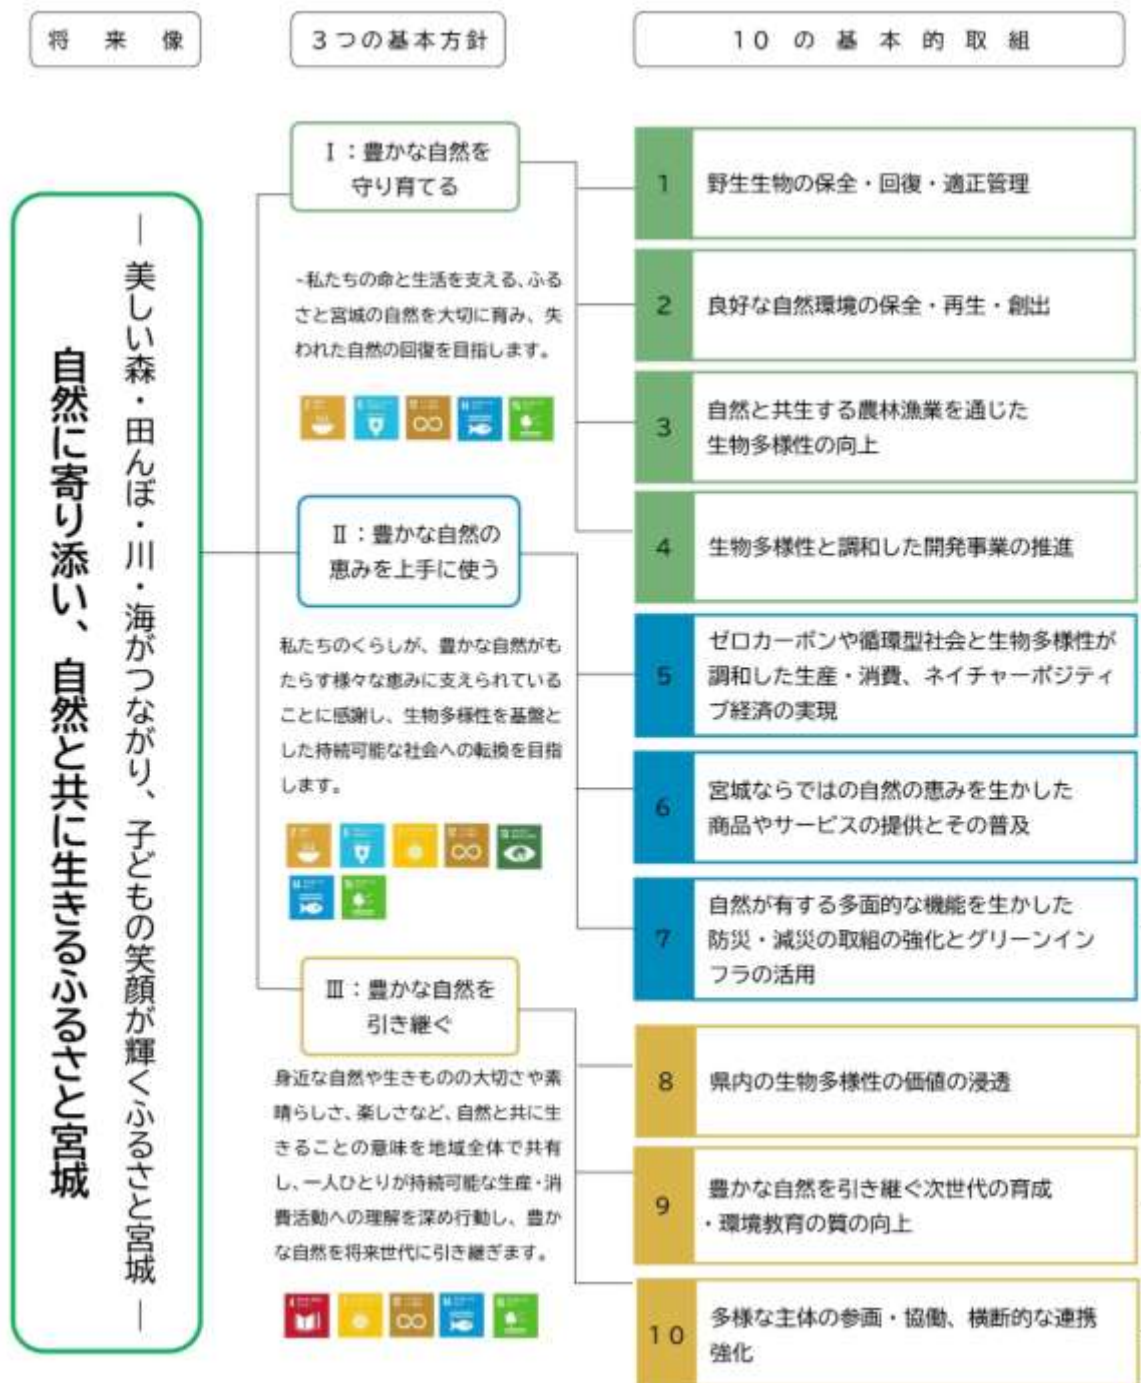 将来像
3つの基本方針
10の基本的取組
自然に寄り添い、自然と共に生きるふるさと宮城
―美しい森・田んぼ・川・海がつながり、子どもの笑顔が輝くふるさと宮城―
Ⅰ：豊かな自然を
守り育てる
~私たちの命と生活を支える、ふる
さと宮城の自然を大切に育み、失
われた自然の回復を目指します。
Ⅱ：豊かな自然の
恵みを上手に使う
私たちのくらしが、豊かな自然がも
たらす様々な恵みに支えられている
ことに感謝し、生物多様性を基盤と
した持続可能な社会への転換を目指
します。
Ⅲ：豊かな自然を
引き継ぐ
身近な自然や生きものの大切さや素
晴らしさ、楽しさなど、自然と共に生
きることの意味を地域全体で共有
し、一人ひとりが持続可能な生産・消
費活動への理解を深め行動し、豊か
な自然を将来世代に引き継ぎます。
1
野生生物の保全・回復・適正管理
2
良好な自然環境の保全・再生・創出
3
自然と共生する農林漁業を通じた
生物多様性の向上
4
生物多様性と調和した開発事業の推進
5
ゼロカーボンや循環型社会と生物多様性が
調和した生産・消費、ネイチャーポジティ
ブ経済の実現
6
宮城ならではの自然の恵みを生かした
商品やサービスの提供とその普及
7
自然が有する多面的な機能を生かした
防災・減災の取組の強化とグリーンイン
フラの活用
8
県内の生物多様性の価値の浸透
9
豊かな自然を引き継ぐ次世代の育成
・環境教育の質の向上
10
多様な主体の参画・協働、横断的な連携
強化